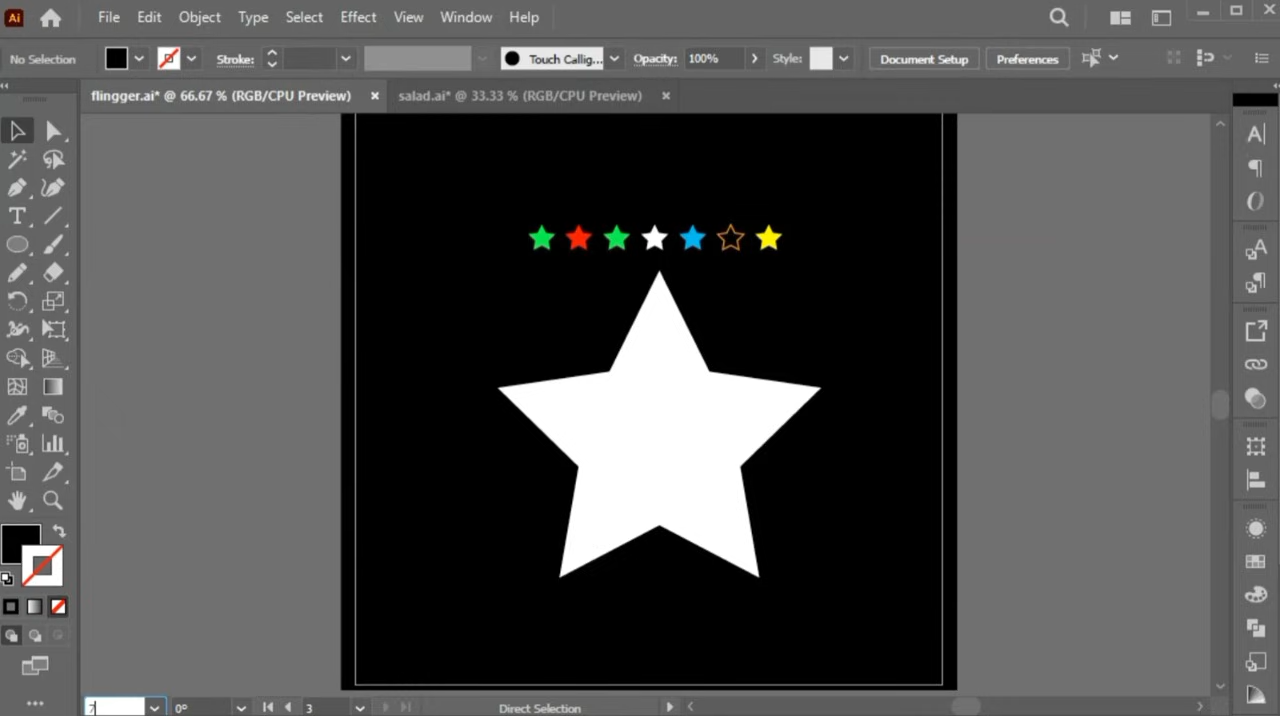 Ai File Edit Object Type Select Effect View Window Help
No Selection Stroke: Touch Callig... Opacity: 100% Style: Document Setup Preferences
flingger.ai* @ 66.67 % (RGB/CPU Preview) × salad.ai* @ 33.33 % (RGB/CPU Preview) ×
7 0° 3 Direct Selection